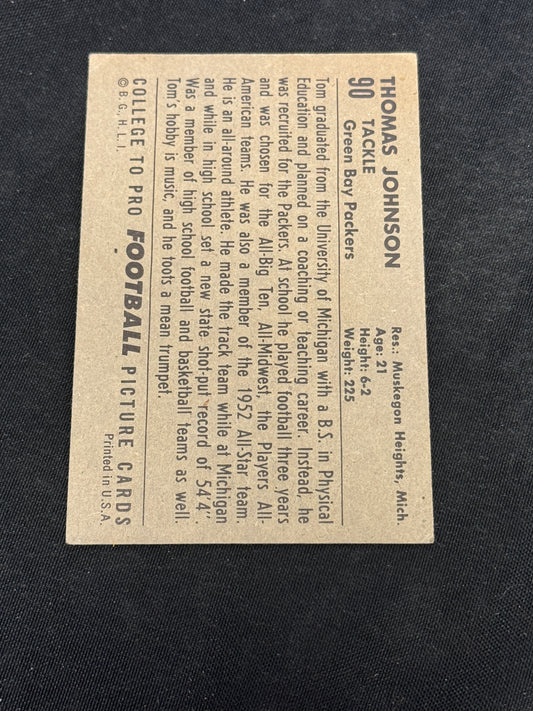 THOMAS JOHNSON
90
TACKLE
Green Bay Packers
Res.: Muskegon Heights, Mich.
Age: 21
Height: 6-2
Weight: 225
Tom graduated from the University of Michigan with a B.S. in Physical
Education and planned on a coaching or teaching career. Instead, he
was recruited for the Packers. At school he played football three years
and was chosen for the All-Big Ten, All-Midwest, the Players All-
American teams. He was also a member of the 1952 All-Star team.
He is an all-around athlete. He made the track team while at Michigan
and while in high school set a new state shot-put record of 54'4".
Was a member of high school football and basketball teams as well.
Tom's hobby is music, and he toots a mean trumpet.
COLLEGE TO PRO FOOTBALL PICTURE CARDS
© B. G. H. L. I.
Printed in U.S.A.